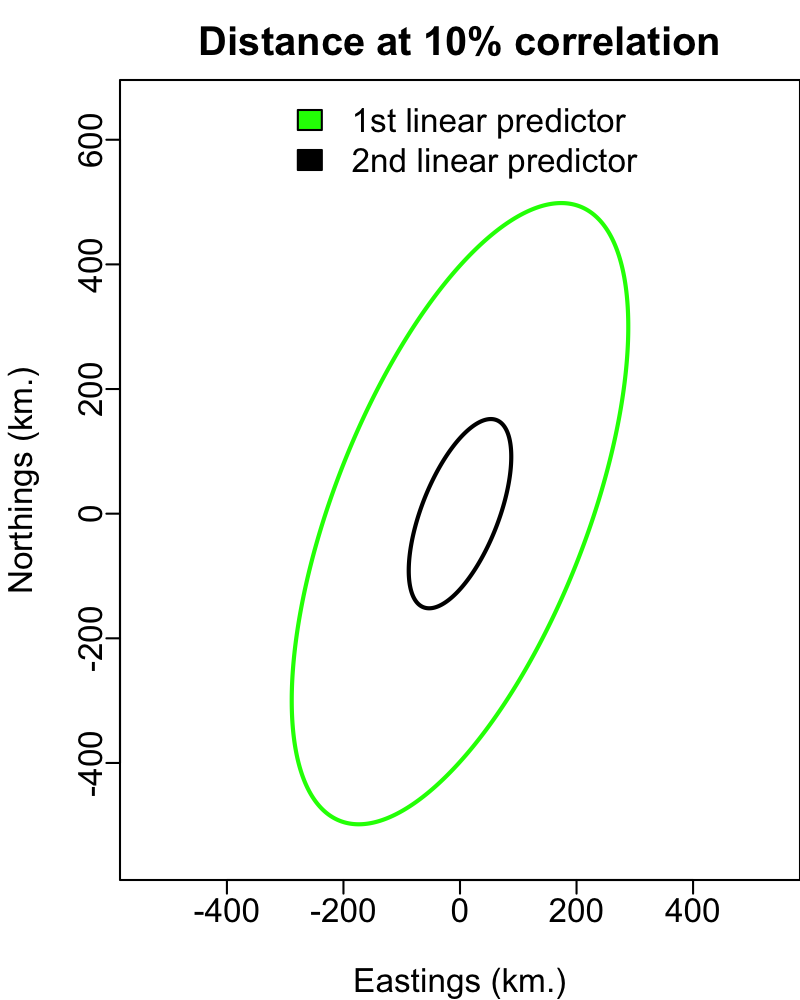 Distance at 10% correlation
1st linear predictor
2nd linear predictor
600
400
200
0
-200
-400
Northings (km.)
-400 -200 0 200 400
Eastings (km.)